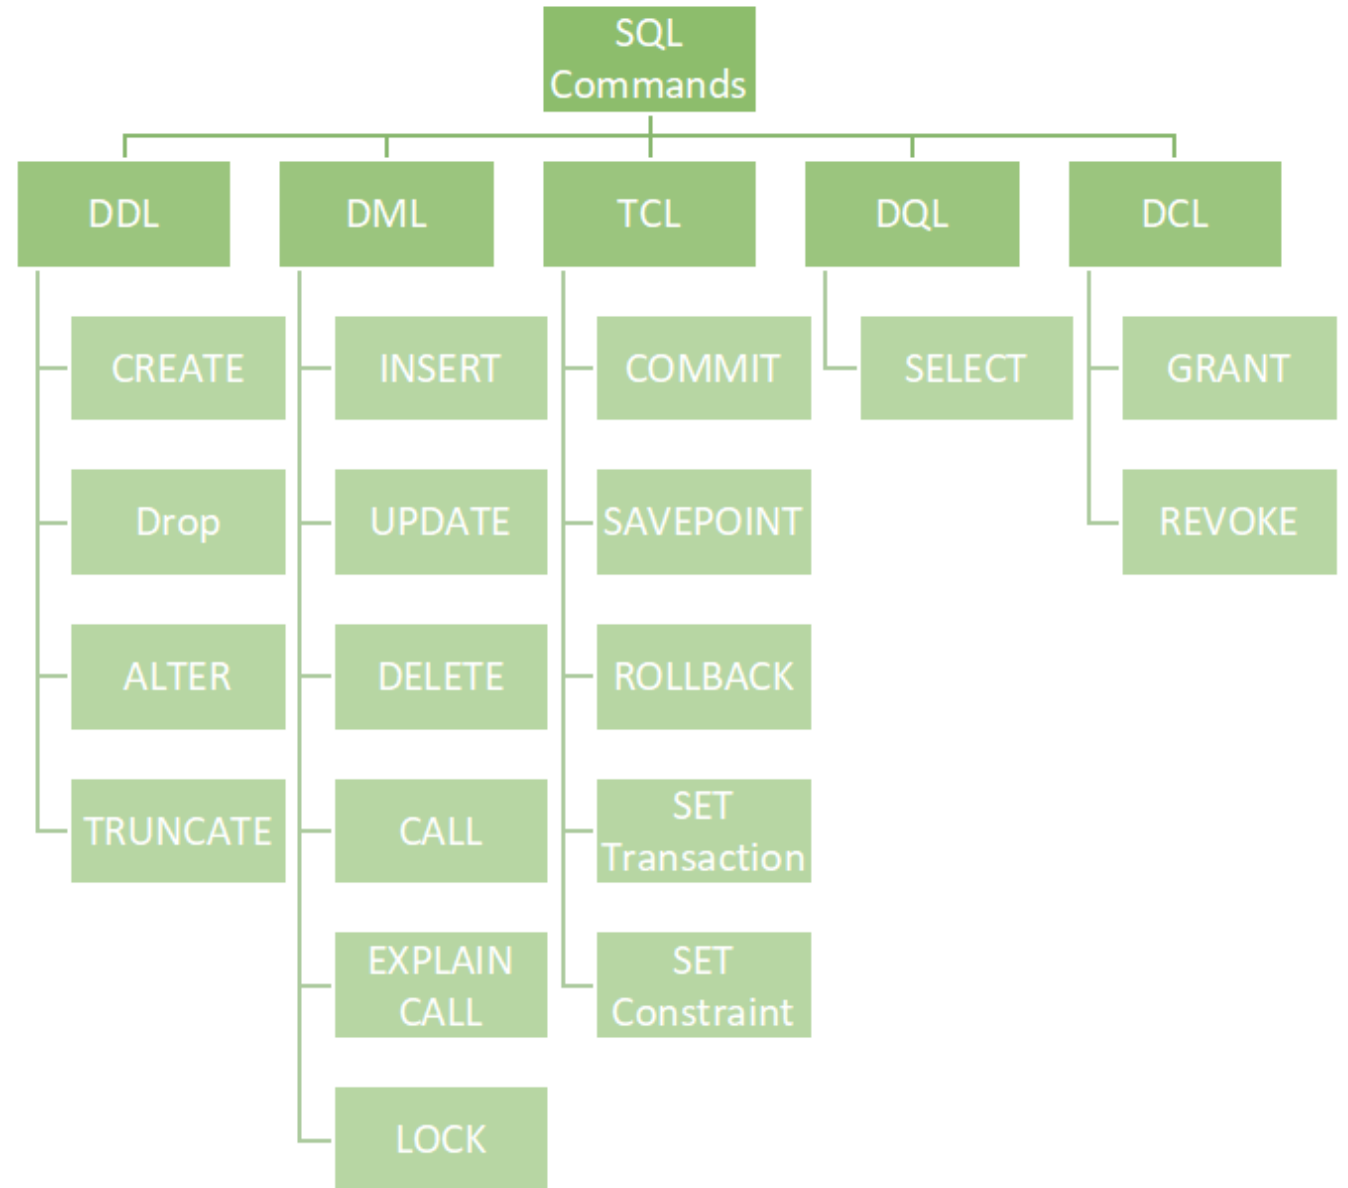 SQL
Commands
DDL
DML
TCL
DQL
DCL
CREATE
INSERT
COMMIT
SELECT
GRANT
Drop
UPDATE
SAVEPOINT
REVOKE
ALTER
DELETE
ROLLBACK
TRUNCATE
CALL
SET
Transaction
EXPLAIN
CALL
SET
Constraint
LOCK